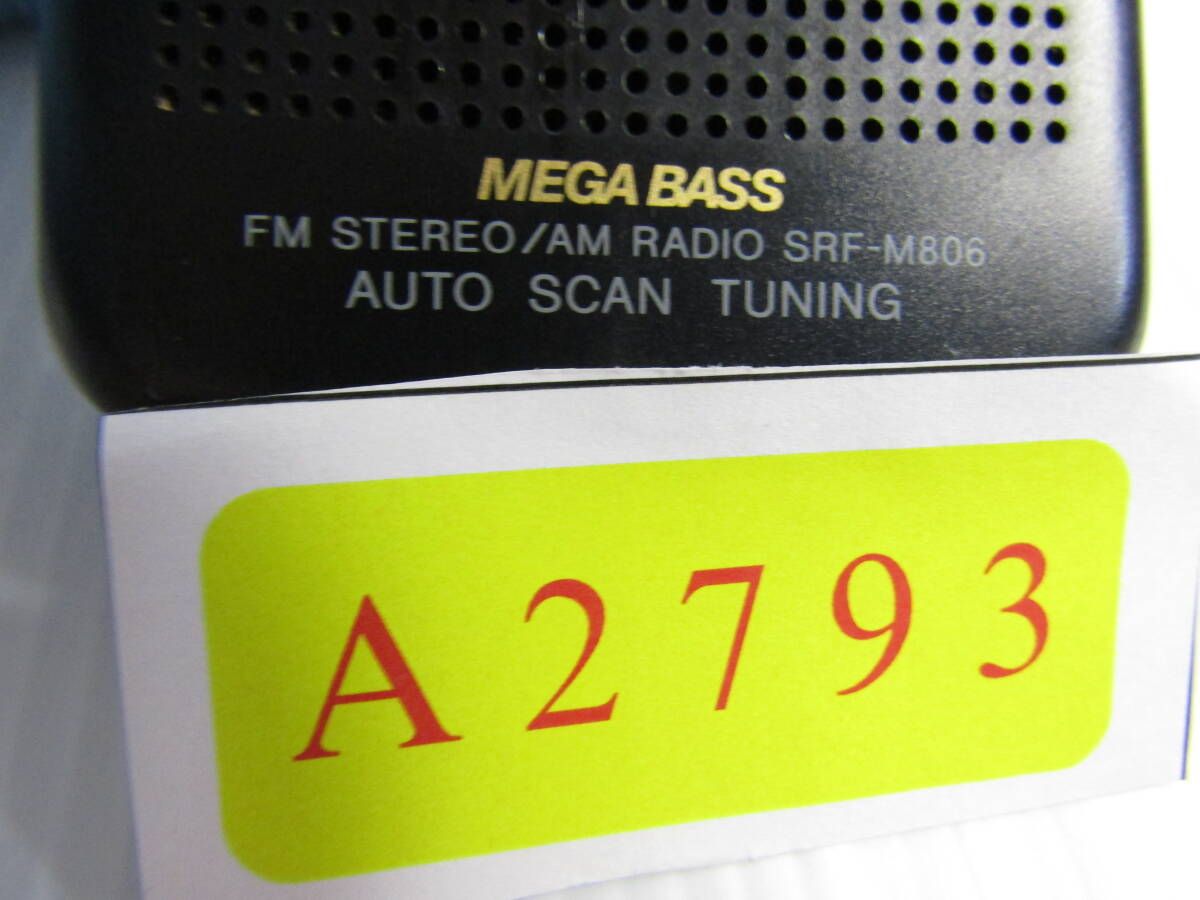 MEGA BASS
FM STEREO/AM RADIO SRF-M806
AUTO SCAN TUNING
A2793